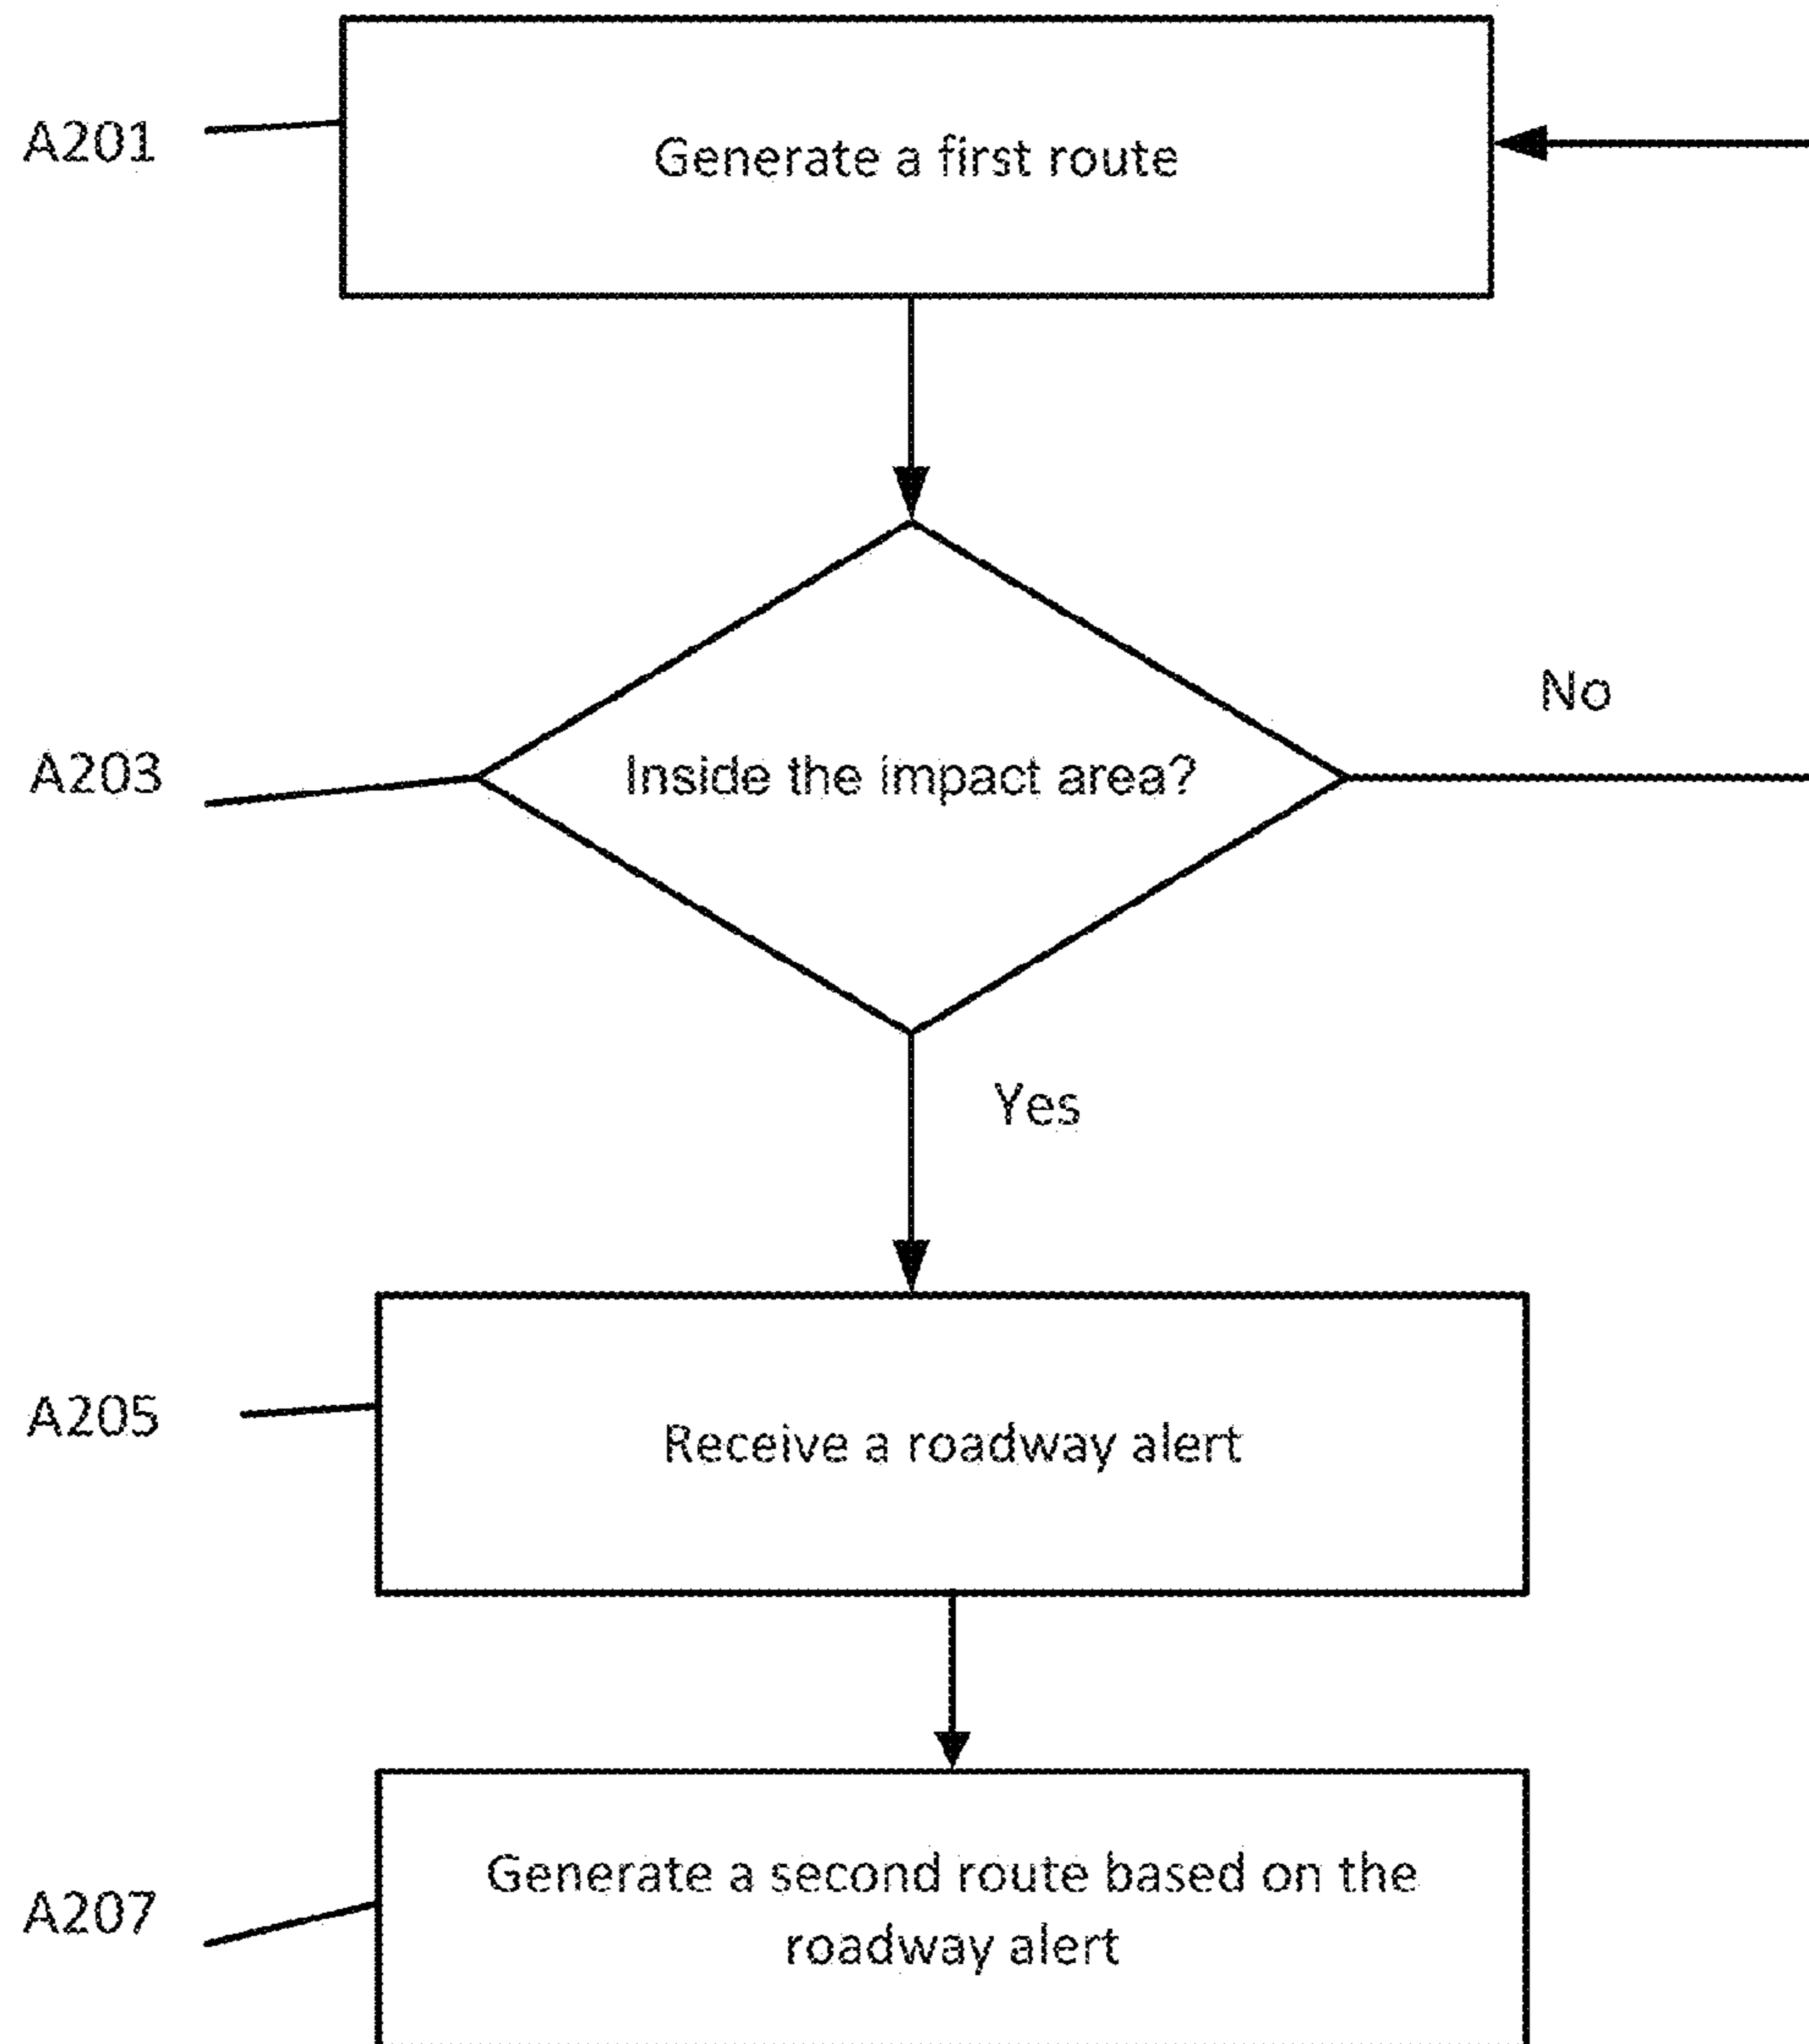 A201
Generate a first route
No
A203
Inside the impact area?
Yes
A205
Receive a roadway alert
A207
Generate a second route based on the
roadway alert